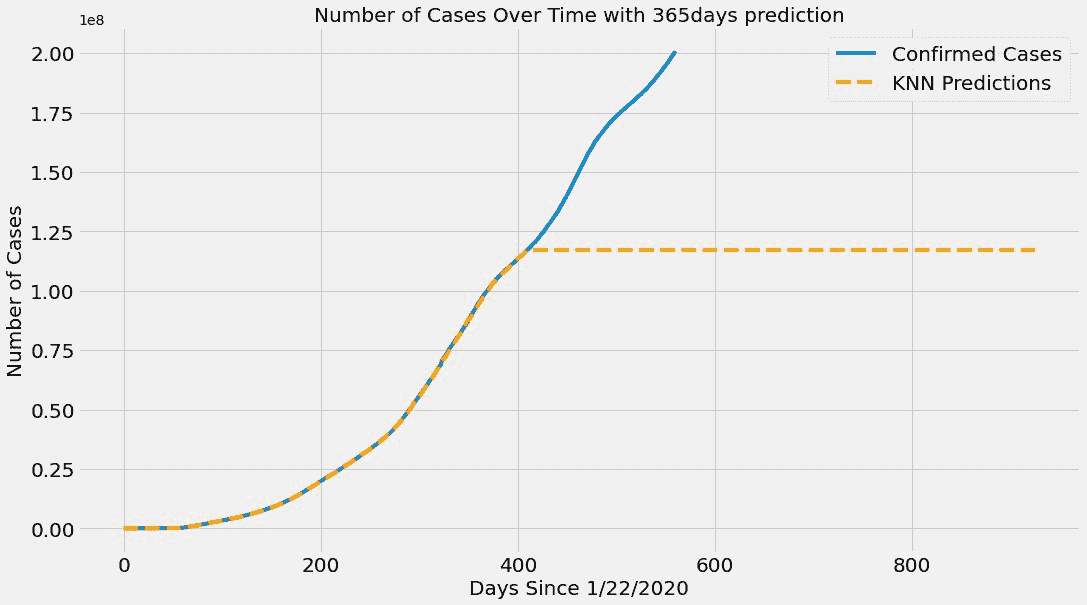 Number of Cases Over Time with 365days prediction
1e8
Confirmed Cases
KNN Predictions
2.00
1.75
1.50
1.25
1.00
0.75
0.50
0.25
0.00
Number of Cases
0 200 400 600 800
Days Since 1/22/2020